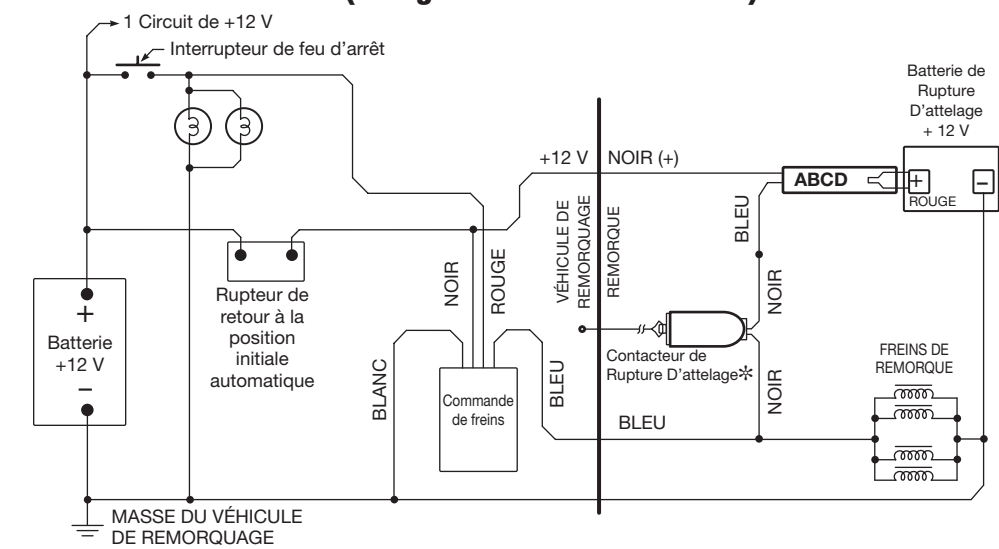 1 Circuit de +12 V
Interrupteur de feu d'arrêt
Batterie de
Rupture
D'attelage
+ 12 V
+12 V
NOIR (+)
ABCD
+
−
ROUGE
VÉHICULE DE
REMORQUAGE
REMORQUE
BLEU
NOIR
NOIR
ROUGE
+
Batterie
+12 V
−
Rupteur de
retour à la
position
initiale
automatique
BLANC
Commande
de freins
BLEU
Contacteur de
Rupture D'attelage*
NOIR
BLEU
FREINS DE
REMORQUE
MASSE DU VÉHICULE
DE REMORQUAGE